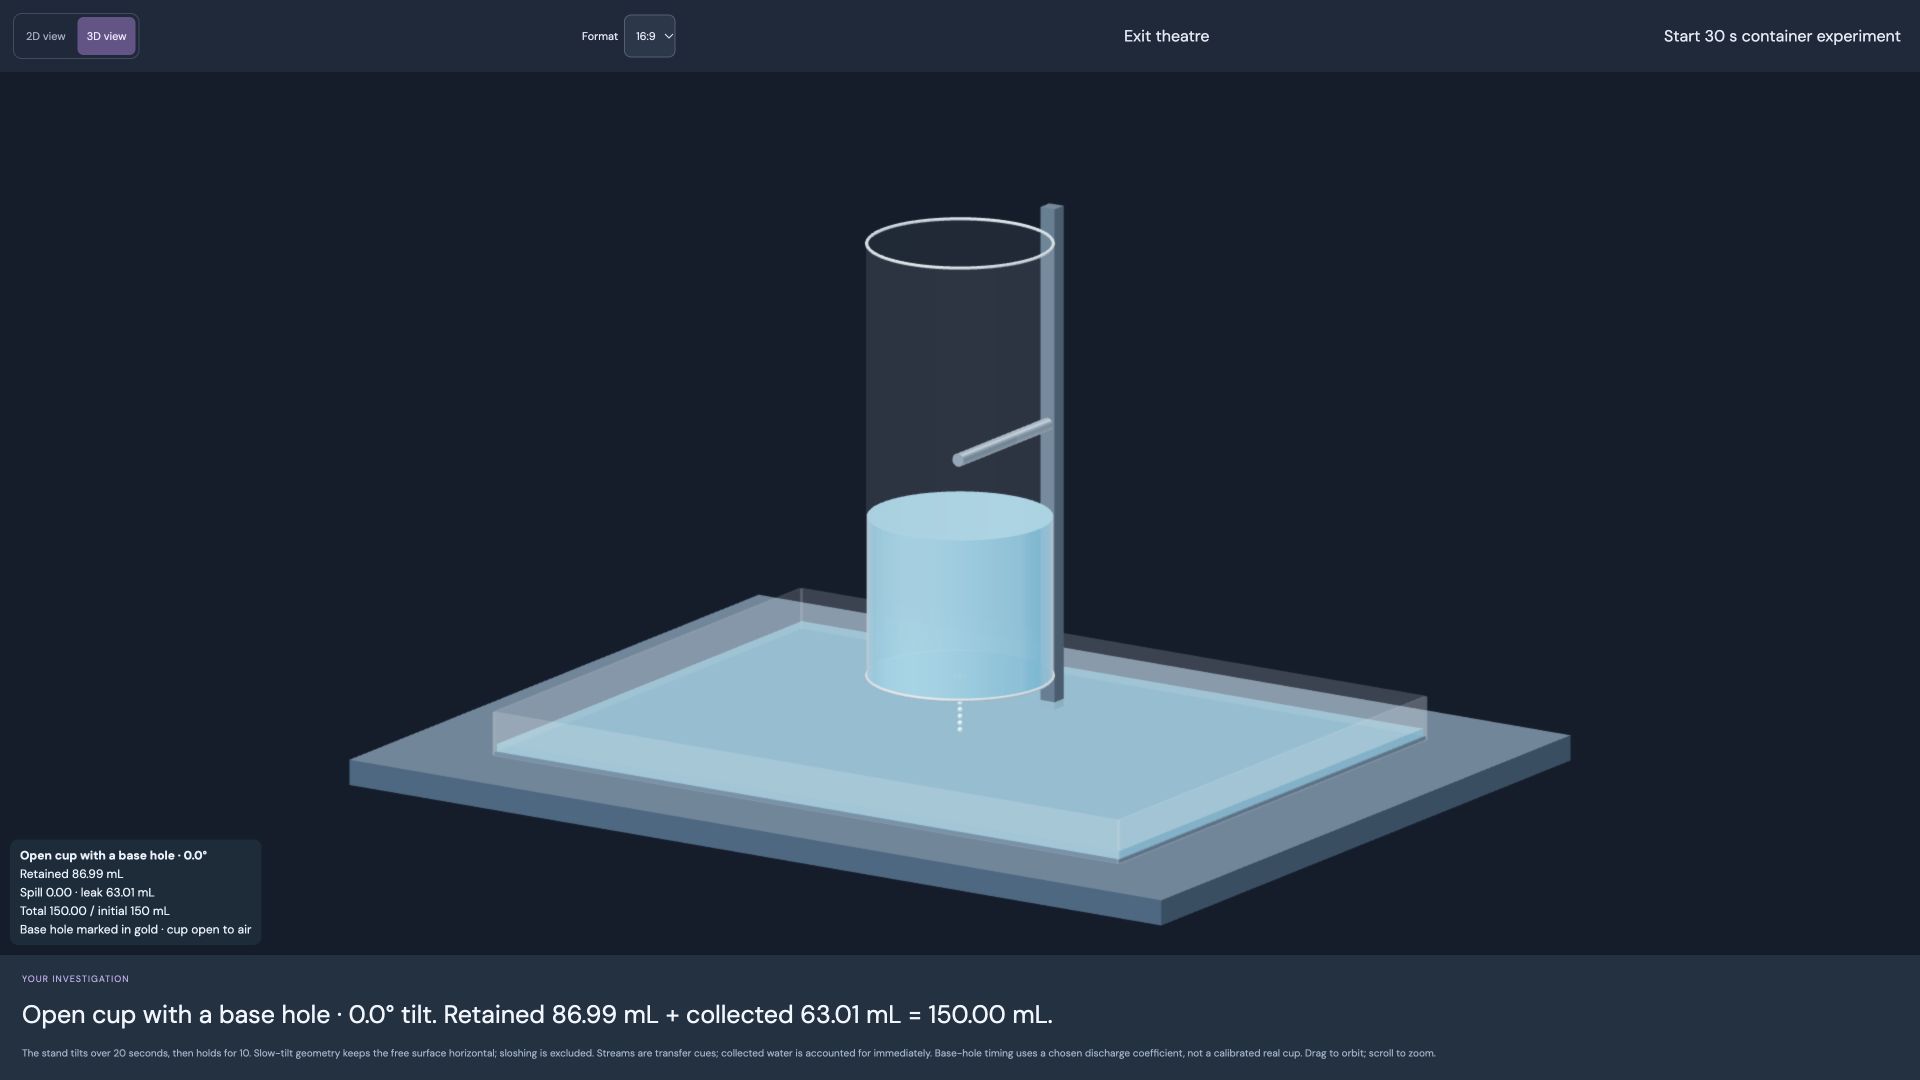 2D view
3D view
Format
16:9
Exit theatre
Start 30 s container experiment
Open cup with a base hole · 0.0°
Retained 86.99 mL
Spill 0.00 · leak 63.01 mL
Total 150.00 / initial 150 mL
Base hole marked in gold · cup open to air
YOUR INVESTIGATION
Open cup with a base hole · 0.0° tilt. Retained 86.99 mL + collected 63.01 mL = 150.00 mL.
The stand tilts over 20 seconds, then holds for 10. Slow-tilt geometry keeps the free surface horizontal; sloshing is excluded. Streams are transfer cues; collected water is accounted for immediately. Base-hole timing uses a chosen discharge coefficient, not a calibrated real cup. Drag to orbit; scroll to zoom.